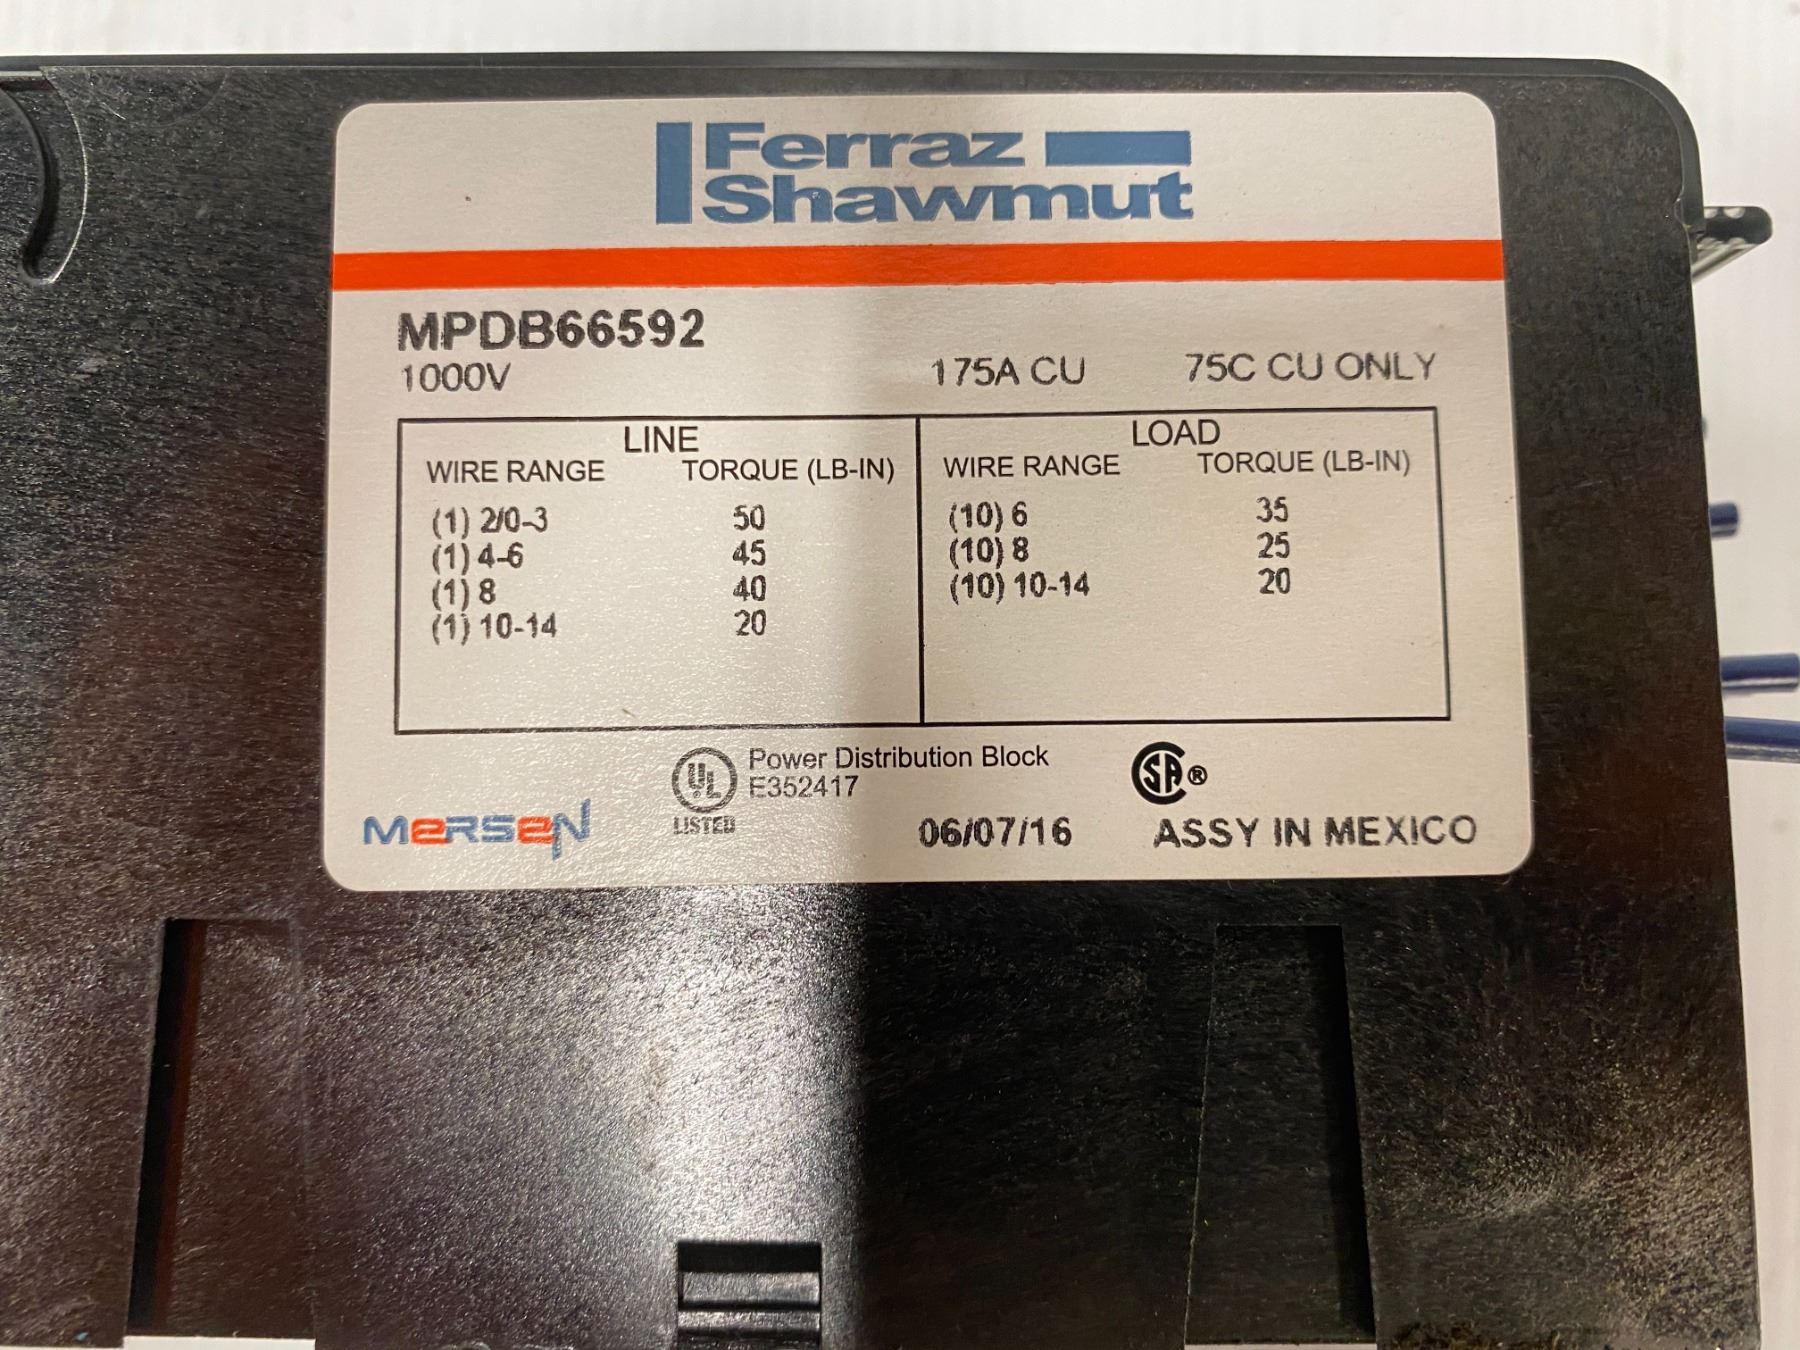 Ferraz
Shawmut
MPDB66592
1000V 175A CU 75C CU ONLY
LINE LOAD
WIRE RANGE TORQUE (LB-IN) WIRE RANGE TORQUE (LB-IN)
(1) 2/0-3 50 (10) 6 35
(1) 4-6 45 (10) 8 25
(1) 8 40 (10) 10-14 20
(1) 10-14 20
UL Power Distribution Block SA ®
E352417
LISTED
MERSEN 06/07/16 ASSY IN MEXICO